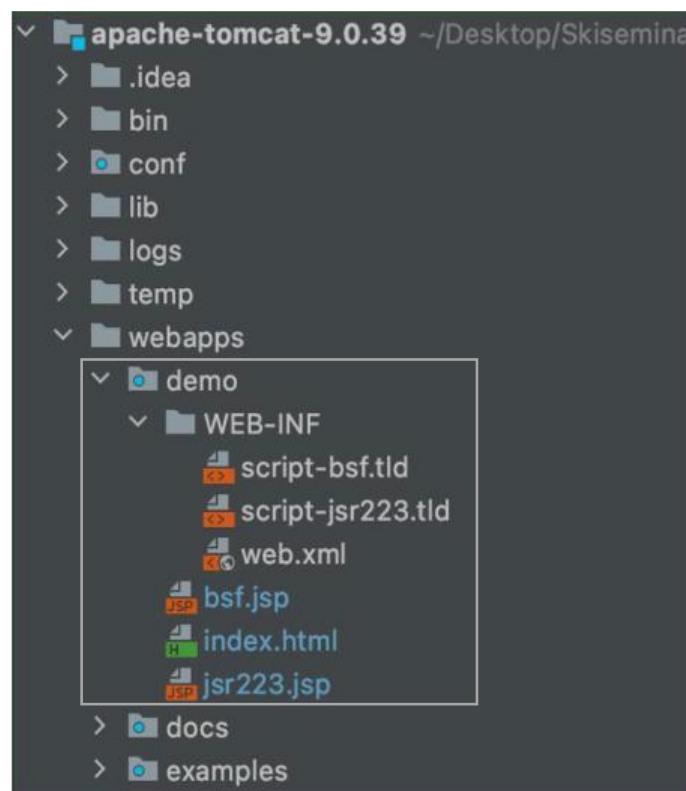 apache-tomcat-9.0.39 ~/Desktop/Skisemina
.idea
bin
conf
lib
logs
temp
webapps
demo
WEB-INF
script-bsf.tld
script-jsr223.tld
web.xml
bsf.jsp
index.html
jsr223.jsp
docs
examples